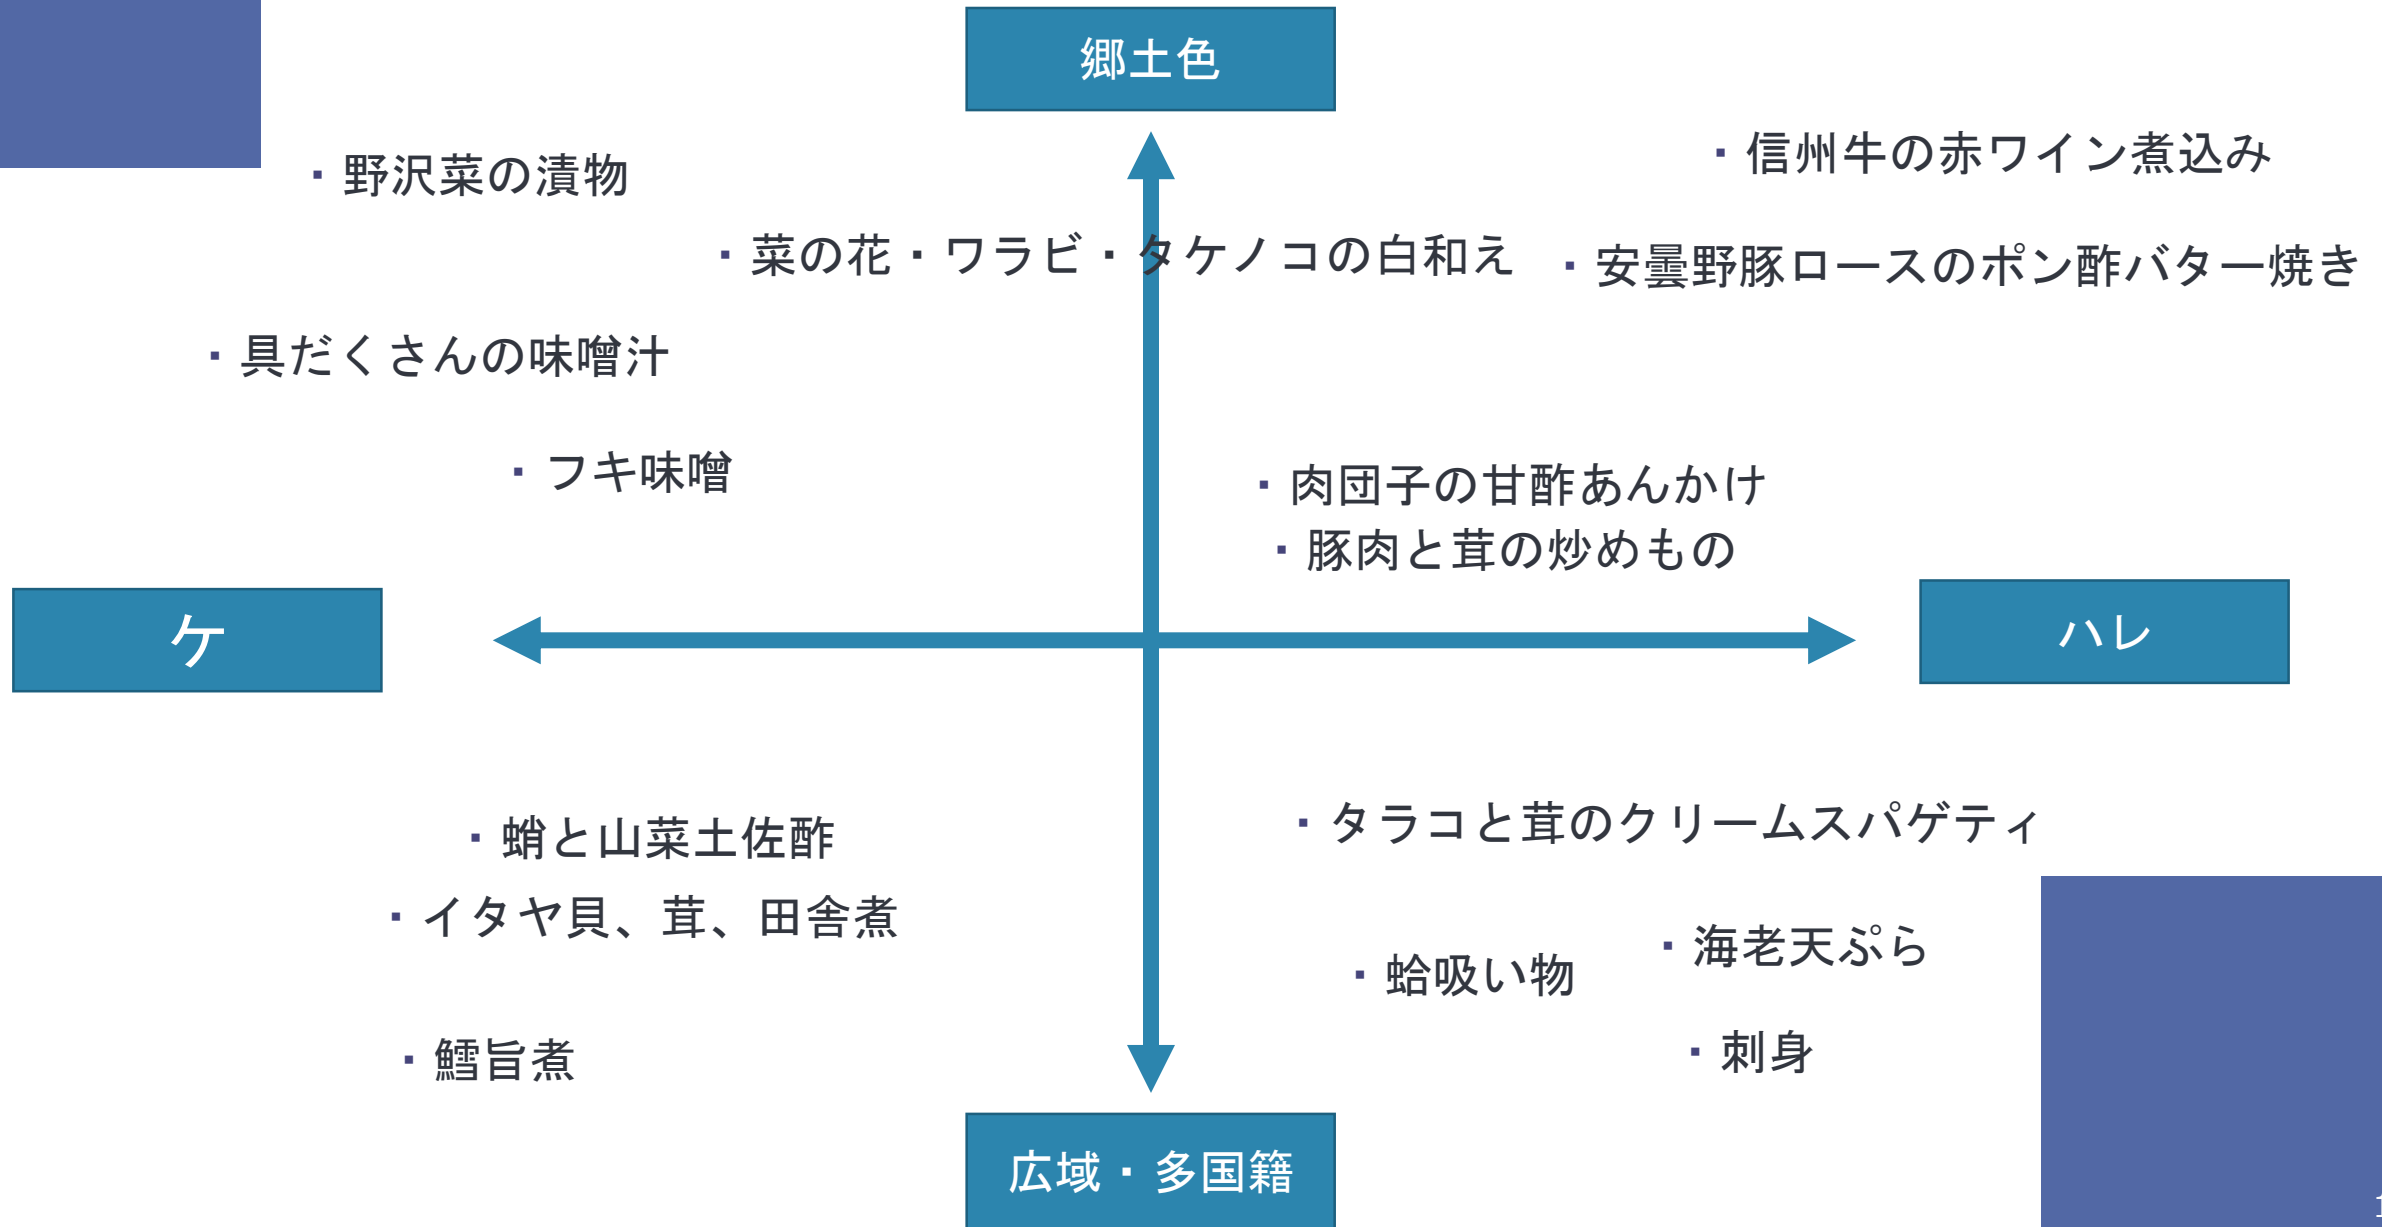 郷土色
・信州牛の赤ワイン煮込み
・野沢菜の漬物
・菜の花・ワラビ・タケノコの白和え
・安曇野豚ロースのポン酢バター焼き
・具だくさんの味噌汁
・フキ味噌
・肉団子の甘酢あんかけ
・豚肉と茸の炒めもの
ケ
ハレ
・タラコと茸のクリームスパゲティ
・蛸と山菜土佐酢
・イタヤ貝、茸、田舎煮
・海老天ぷら
・蛤吸い物
・刺身
・鱈旨煮
広域・多国籍